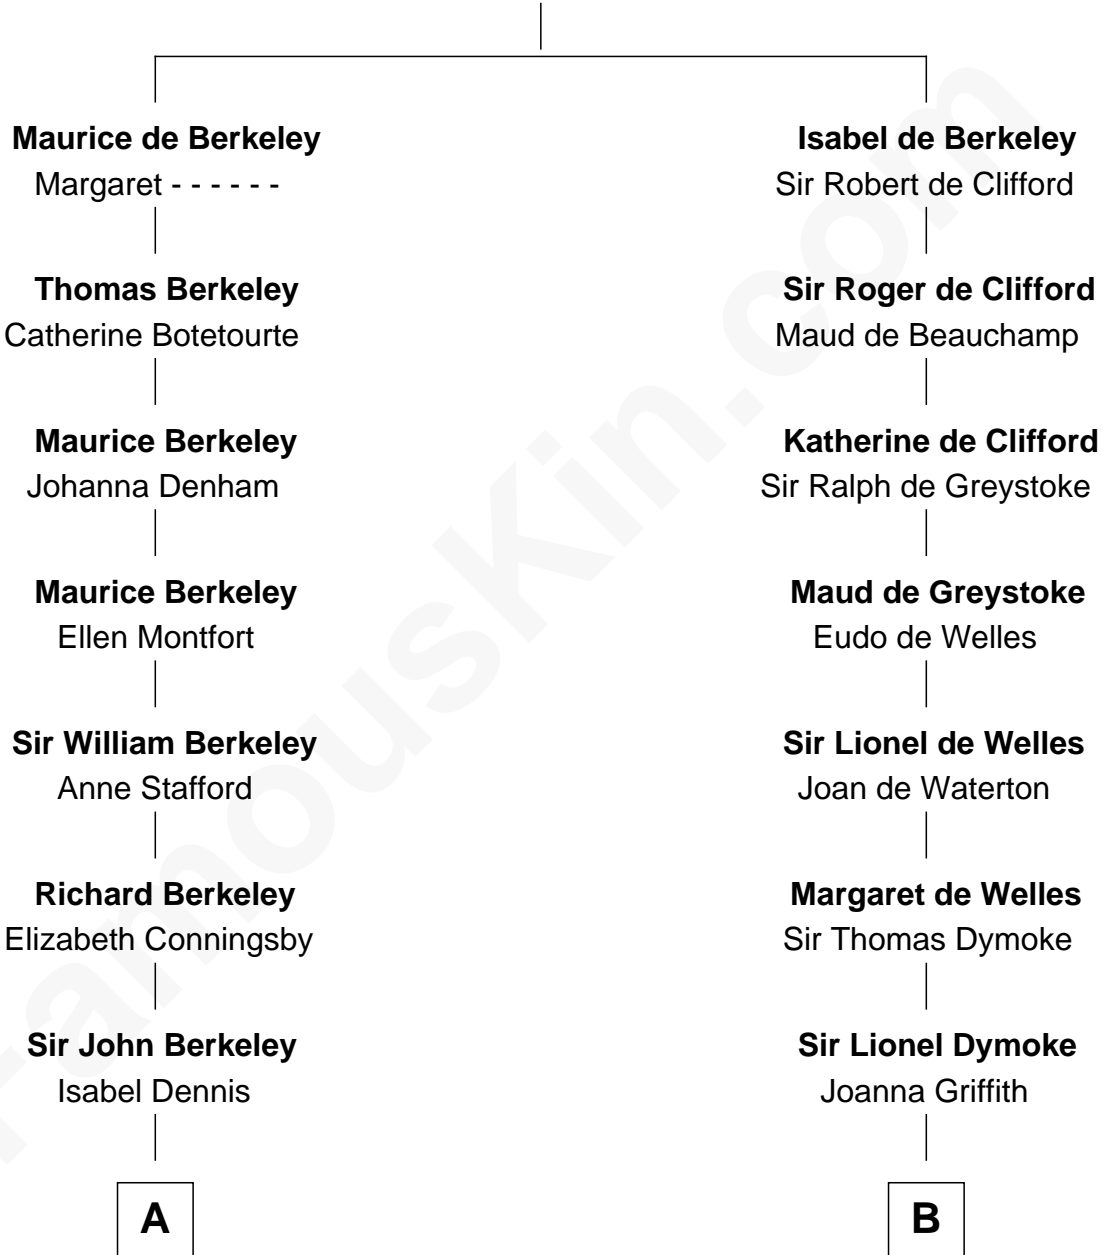 Maurice de Berkeley
Margaret - - - - - -
Thomas Berkeley
Catherine Botetourte
Maurice Berkeley
Johanna Denham
Maurice Berkeley
Ellen Montfort
Sir William Berkeley
Anne Stafford
Richard Berkeley
Elizabeth Conningsby
Sir John Berkeley
Isabel Dennis
A
Isabel de Berkeley
Sir Robert de Clifford
Sir Roger de Clifford
Maud de Beauchamp
Katherine de Clifford
Sir Ralph de Greystoke
Maud de Greystoke
Eudo de Welles
Sir Lionel de Welles
Joan de Waterton
Margaret de Welles
Sir Thomas Dymoke
Sir Lionel Dymoke
Joanna Griffith
B
FamousKin.com